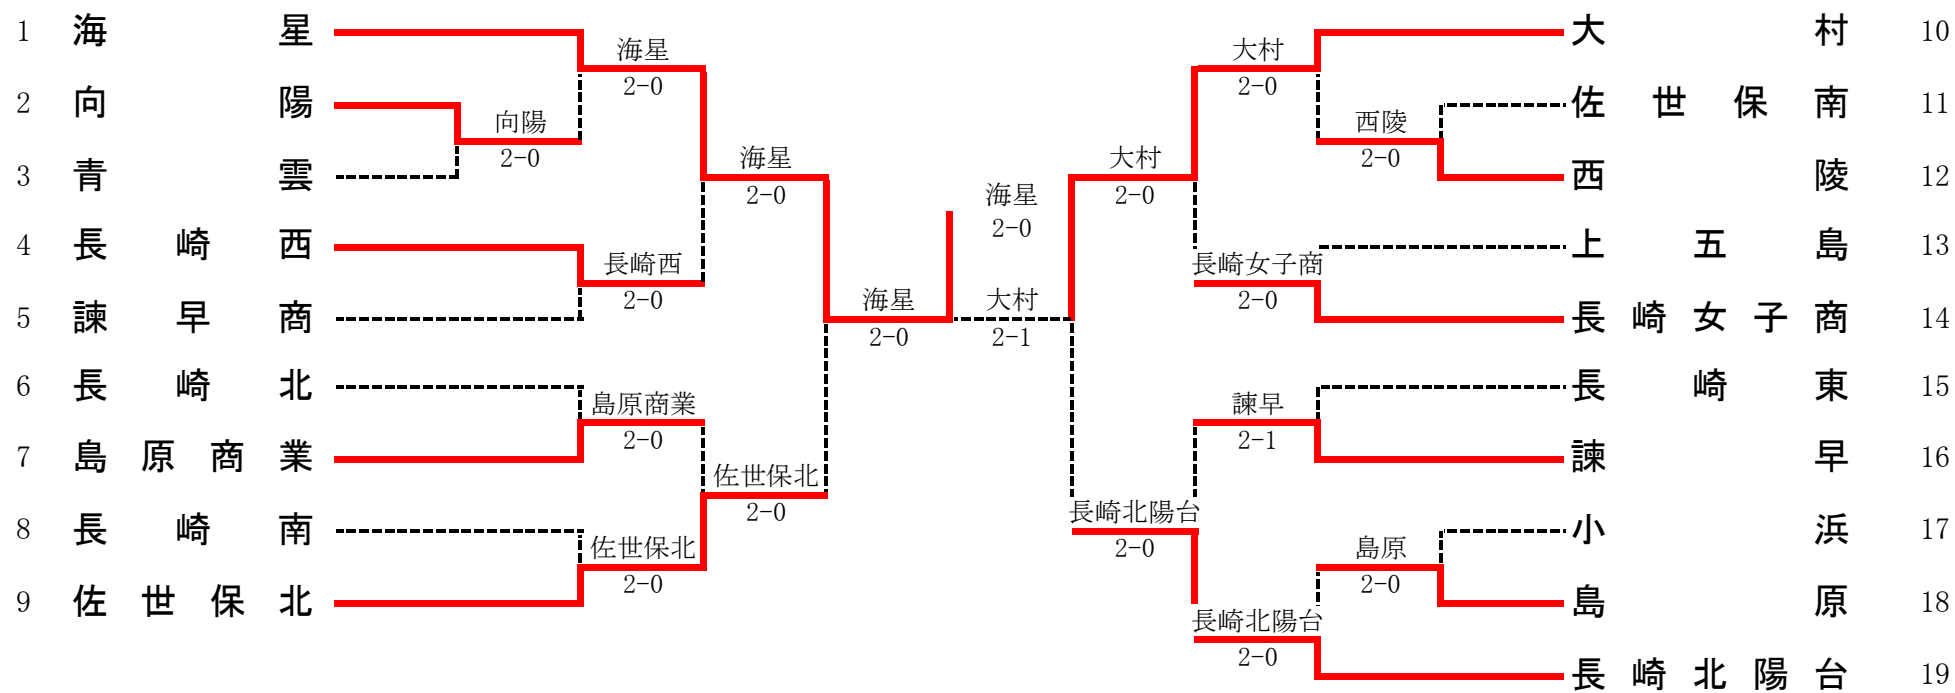 1 海星
2 向陽
3 青雲
4 長崎西
5 諫早商
6 長崎北
7 島原商業
8 長崎南
9 佐世保北
海星
2-0
向陽
2-0
長崎西
2-0
島原商業
2-0
佐世保北
2-0
海星
2-0
佐世保北
2-0
海星
2-0
海星
2-0
大村
2-1
大村
2-0
長崎北陽台
2-0
大村
2-0
長崎女子商
2-0
諫早
2-1
長崎北陽台
2-0
西陵
2-0
島原
2-0
大村 10
佐世保南 11
西陵 12
上五島 13
長崎女子商 14
長崎東 15
諫早 16
小浜 17
島原 18
長崎北陽台 19